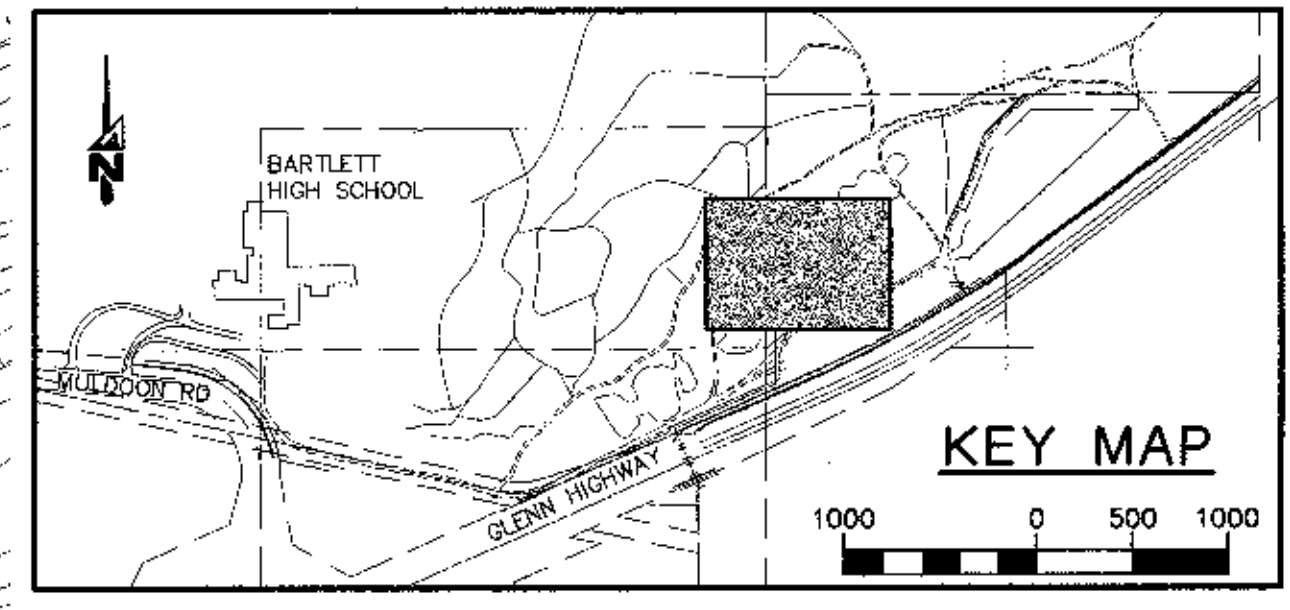 N
BARTLETT
HIGH SCHOOL
MULDOON RD
GLENN HIGHWAY
KEY MAP
1000 0 500 1000